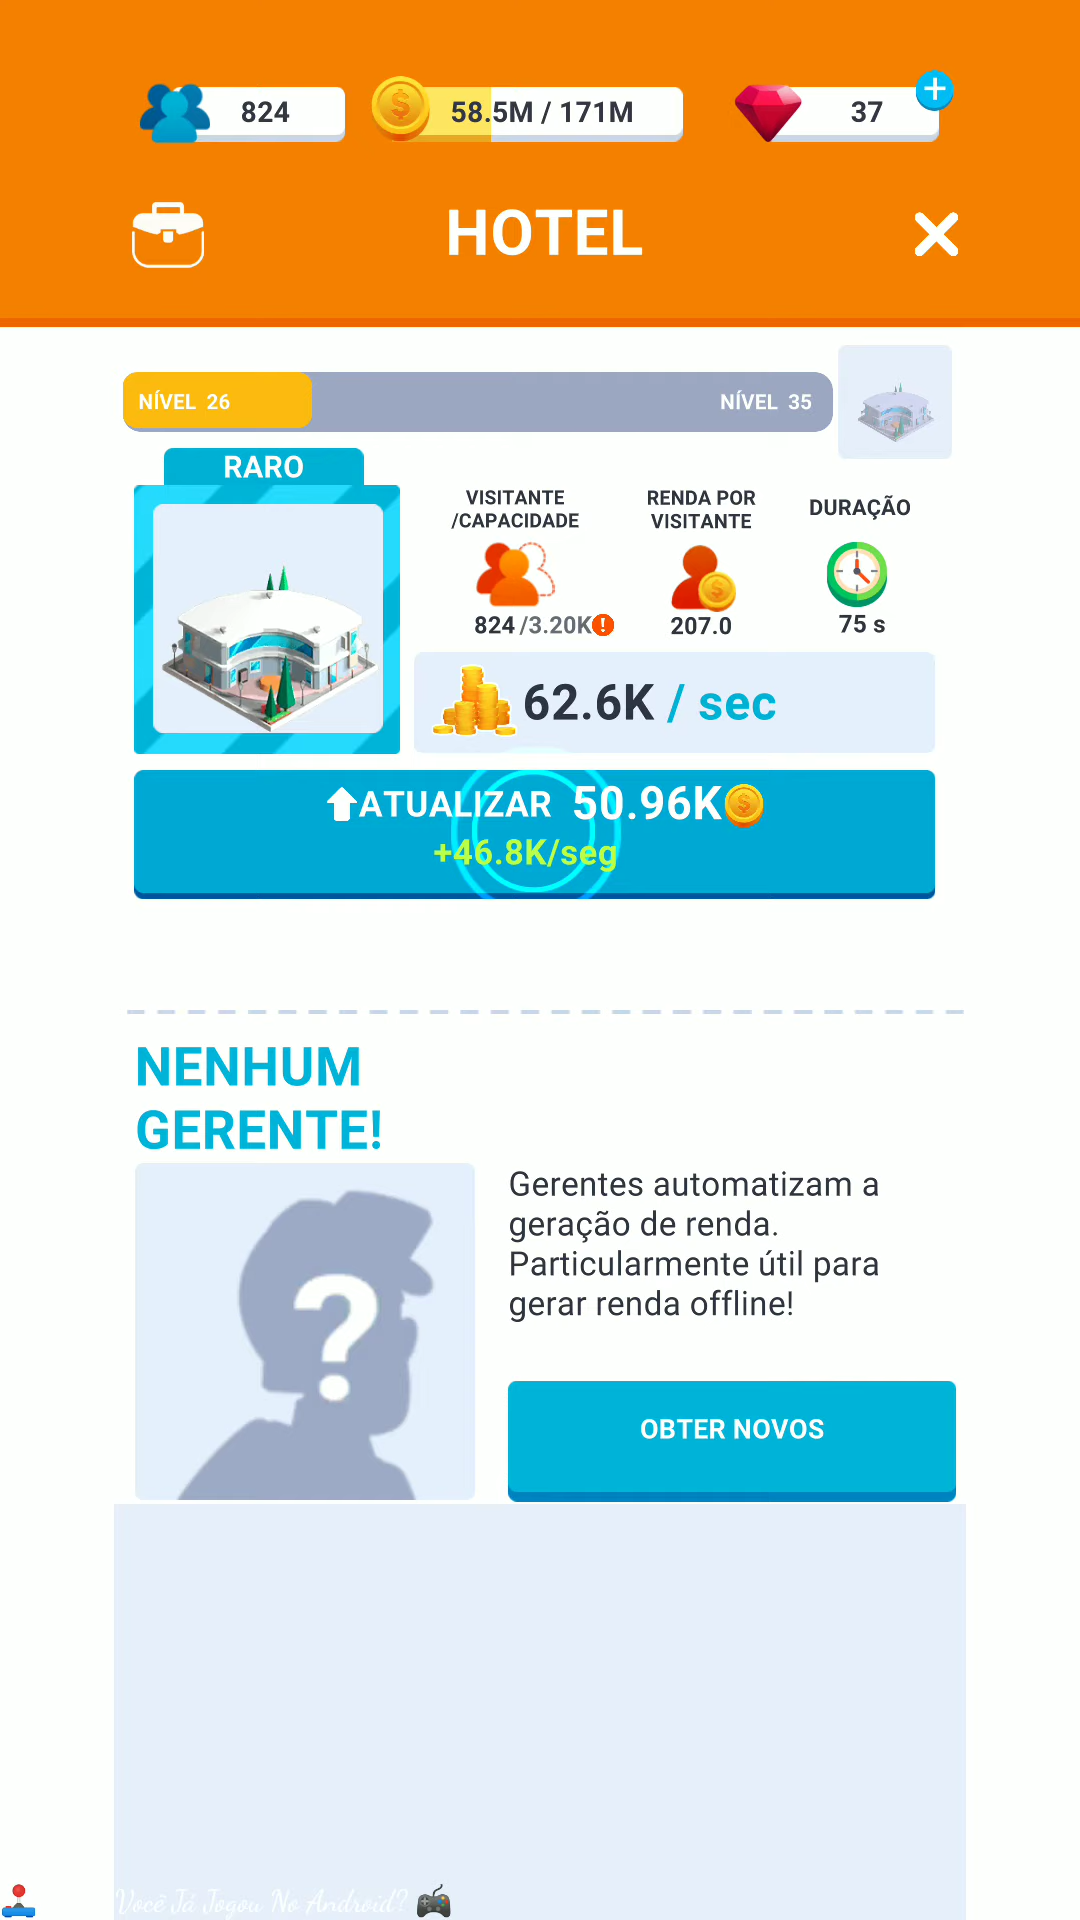 824
58.5M / 171M
37
HOTEL
NÍVEL 26
NÍVEL 35
RARO
VISITANTE
/CAPACIDADE
RENDA POR
VISITANTE
DURAÇÃO
824 /3.20K!
207.0
75 s
62.6K / sec
ATUALIZAR 50.96K
+46.8K/seg
NENHUM
GERENTE!
Gerentes automatizam a
geração de renda.
Particularmente útil para
gerar renda offline!
OBTER NOVOS
Você Já Jogou No Android?